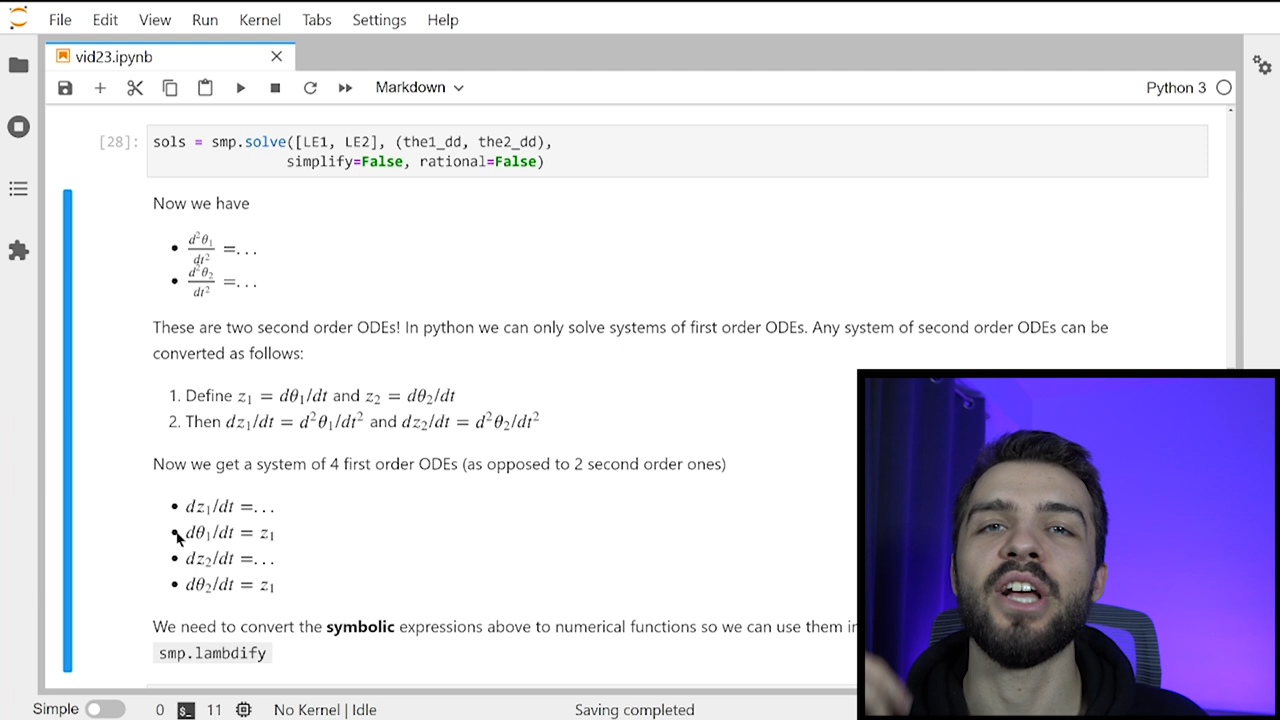 File Edit View Run Kernel Tabs Settings Help
vid23.ipynb
Markdown
Python 3
[28]: sols = smp.solve([LE1, LE2], (the1_dd, the2_dd),
simplify=False, rational=False)
Now we have
• d²θ₁/dt² =...
• d²θ₂/dt² =...
These are two second order ODEs! In python we can only solve systems of first order ODEs. Any system of second order ODEs can be
converted as follows:
1. Define z₁ = dθ₁/dt and z₂ = dθ₂/dt
2. Then dz₁/dt = d²θ₁/dt² and dz₂/dt = d²θ₂/dt²
Now we get a system of 4 first order ODEs (as opposed to 2 second order ones)
• dz₁/dt =...
• dθ₁/dt = z₁
• dz₂/dt =...
• dθ₂/dt = z₁
We need to convert the symbolic expressions above to numerical functions so we can use them in
smp.lambdify
Simple 0 11 No Kernel | Idle Saving completed